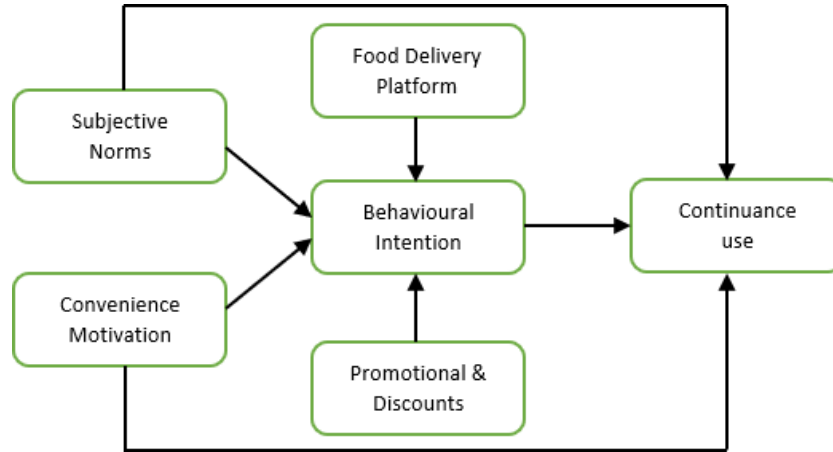 Food Delivery
Platform
Subjective
Norms
Behavioural
Intention
Continuance
use
Convenience
Motivation
Promotional &
Discounts